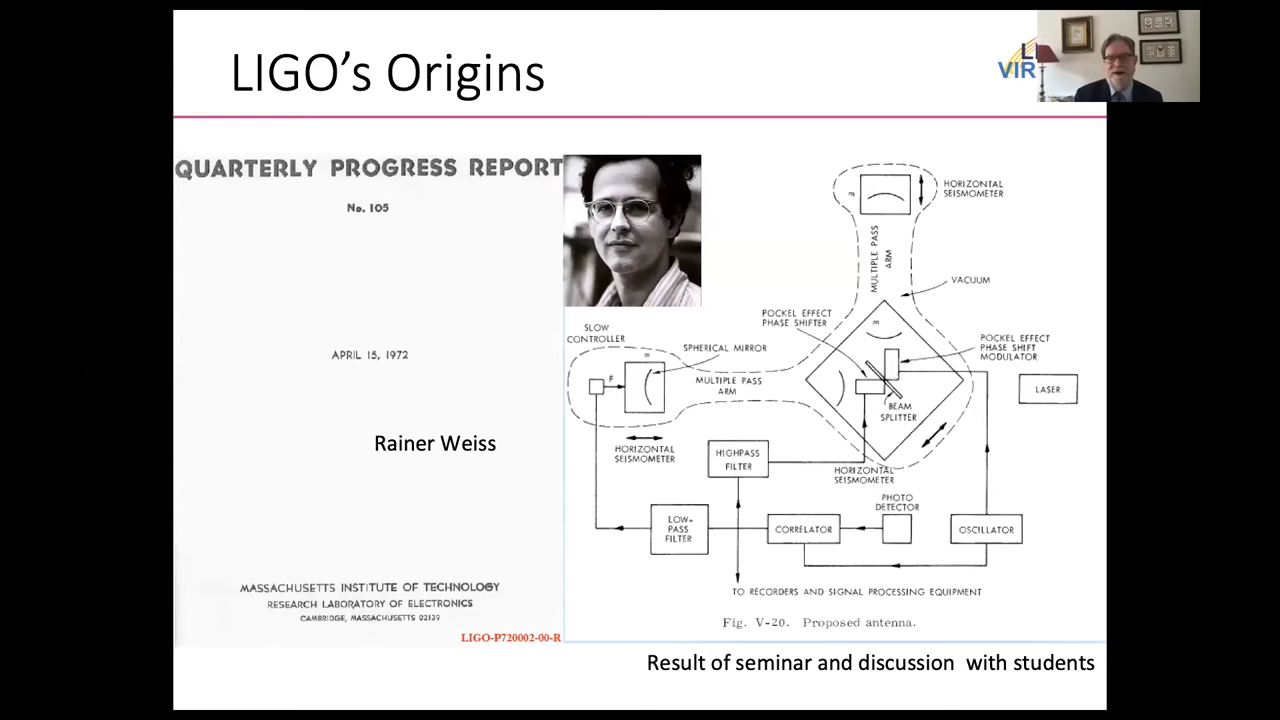 LIGO's Origins
LI
VIR
QUARTERLY PROGRESS REPORT
No. 105
APRIL 15, 1972
Rainer Weiss
MASSACHUSETTS INSTITUTE OF TECHNOLOGY
RESEARCH LABORATORY OF ELECTRONICS
CAMBRIDGE, MASSACHUSETTS 02139
LIGO-P720002-00-R
m
HORIZONTAL
SEISMOMETER
MULTIPLE PASS
ARM
VACUUM
POCKEL EFFECT
PHASE SHIFTER
m
POCKEL EFFECT
PHASE SHIFT
MODULATOR
SLOW
CONTROLLER
m
SPHERICAL MIRROR
F
MULTIPLE PASS
ARM
LASER
BEAM
SPLITTER
HORIZONTAL
SEISMOMETER
HIGHPASS
FILTER
HORIZONTAL
SEISMOMETER
PHOTO
DETECTOR
LOW-
PASS
FILTER
CORRELATOR
OSCILLATOR
TO RECORDERS AND SIGNAL PROCESSING EQUIPMENT
Fig. V-20. Proposed antenna.
Result of seminar and discussion with students